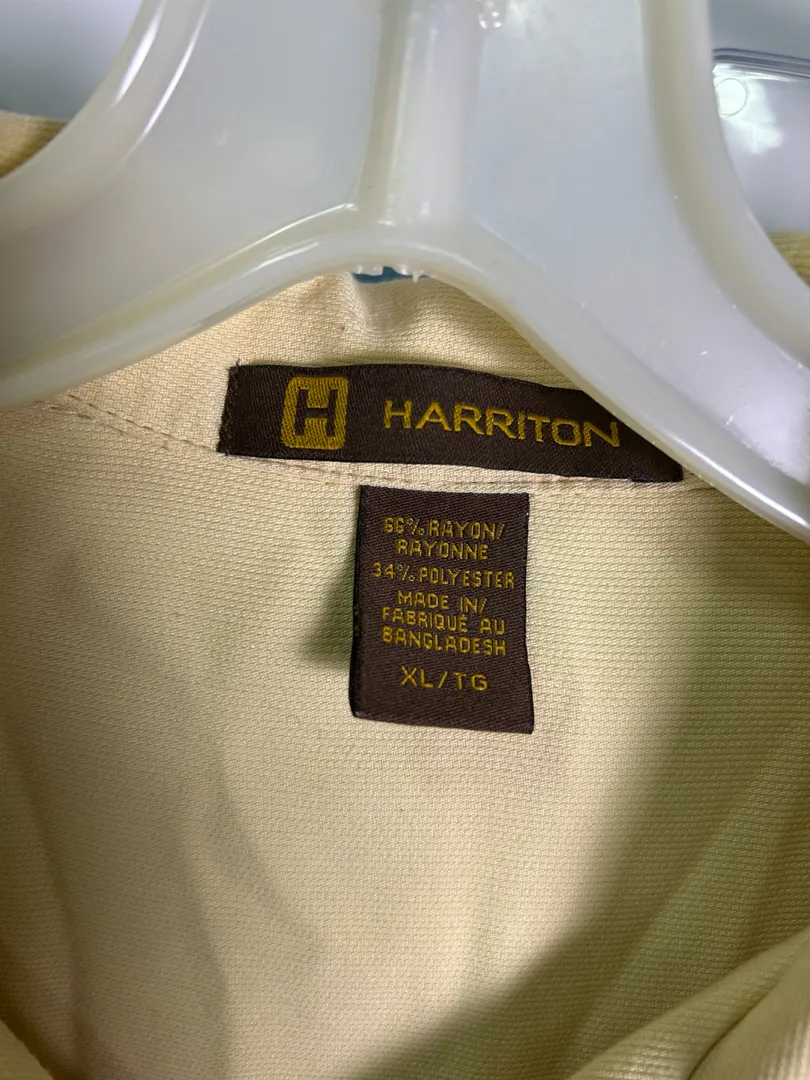 H HARRITON
66% RAYON/
RAYONNE
34% POLYESTER
MADE IN/
FABRIQUÉ AU
BANGLADESH
XL/TG